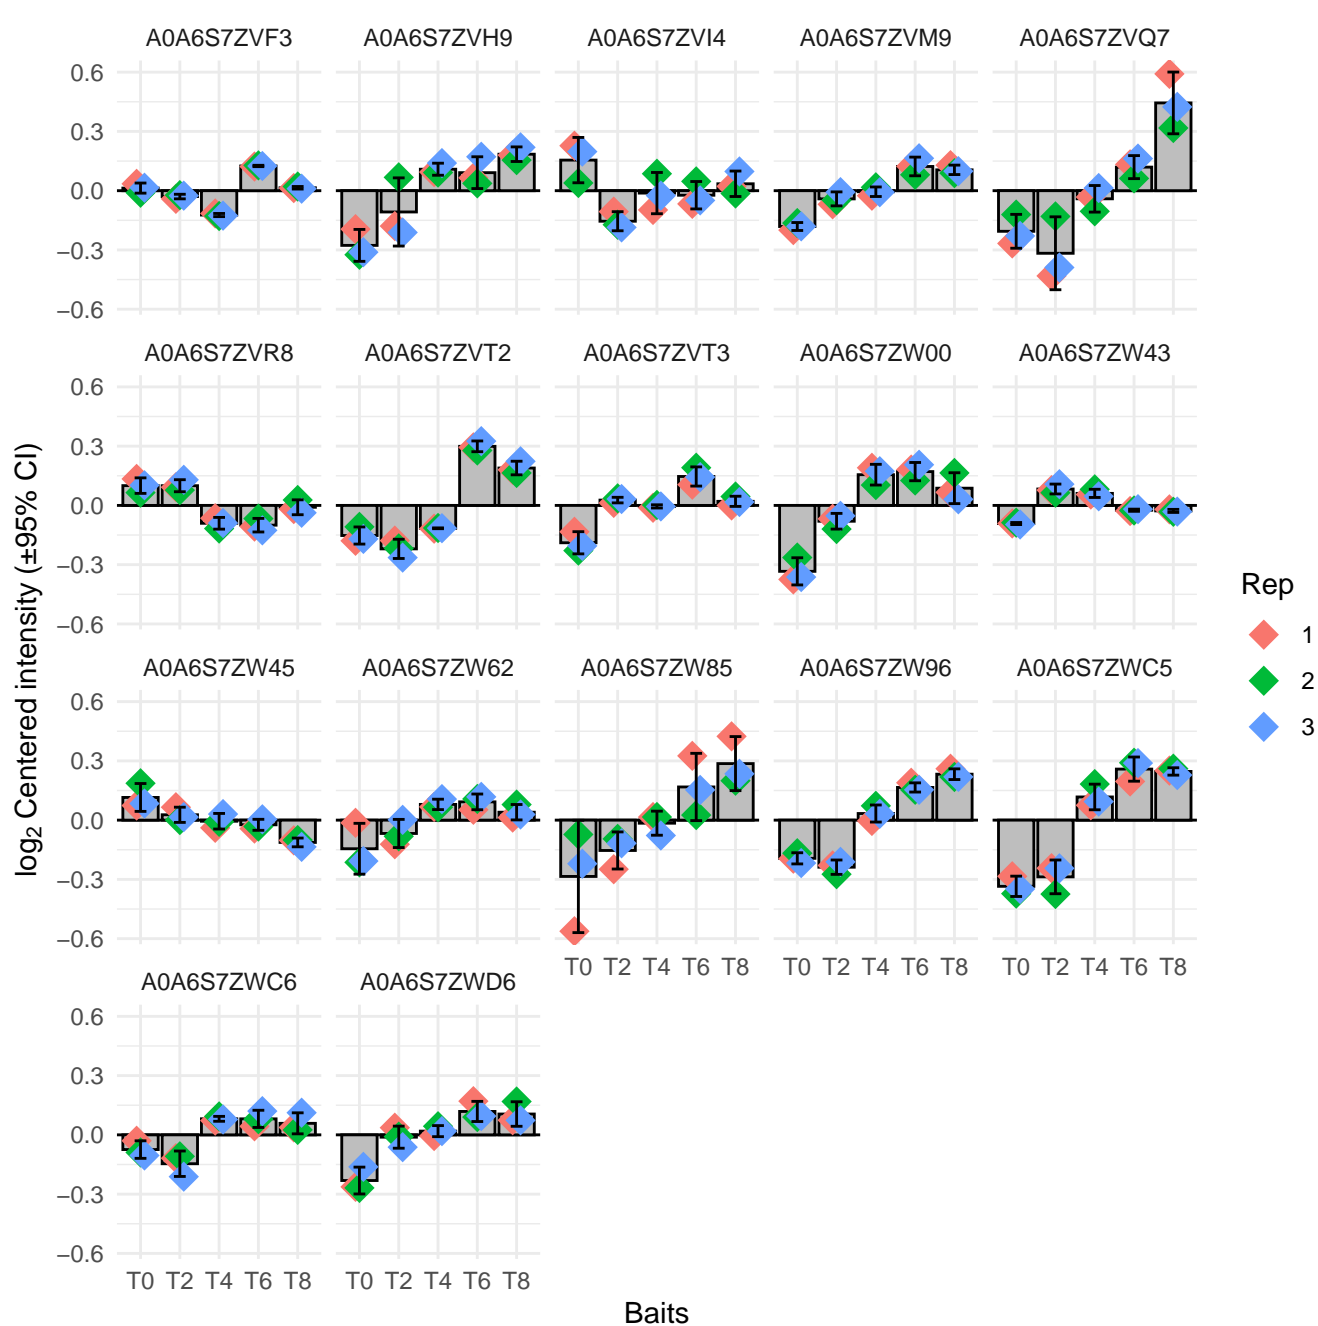 A0A6S7ZVF3 A0A6S7ZVH9 A0A6S7ZVI4 A0A6S7ZVM9 A0A6S7ZVQ7
0.6
0.3
0.0
−0.3
−0.6
A0A6S7ZVR8 A0A6S7ZVT2 A0A6S7ZVT3 A0A6S7ZW00 A0A6S7ZW43
0.6
0.3
0.0
−0.3
−0.6
A0A6S7ZW45 A0A6S7ZW62 A0A6S7ZW85 A0A6S7ZW96 A0A6S7ZWC5
0.6
0.3
0.0
−0.3
−0.6
T0 T2 T4 T6 T8 T0 T2 T4 T6 T8 T0 T2 T4 T6 T8
A0A6S7ZWC6 A0A6S7ZWD6
0.6
0.3
0.0
−0.3
−0.6
T0 T2 T4 T6 T8 T0 T2 T4 T6 T8
Baits
log2 Centered intensity (±95% CI)
Rep
1
2
3